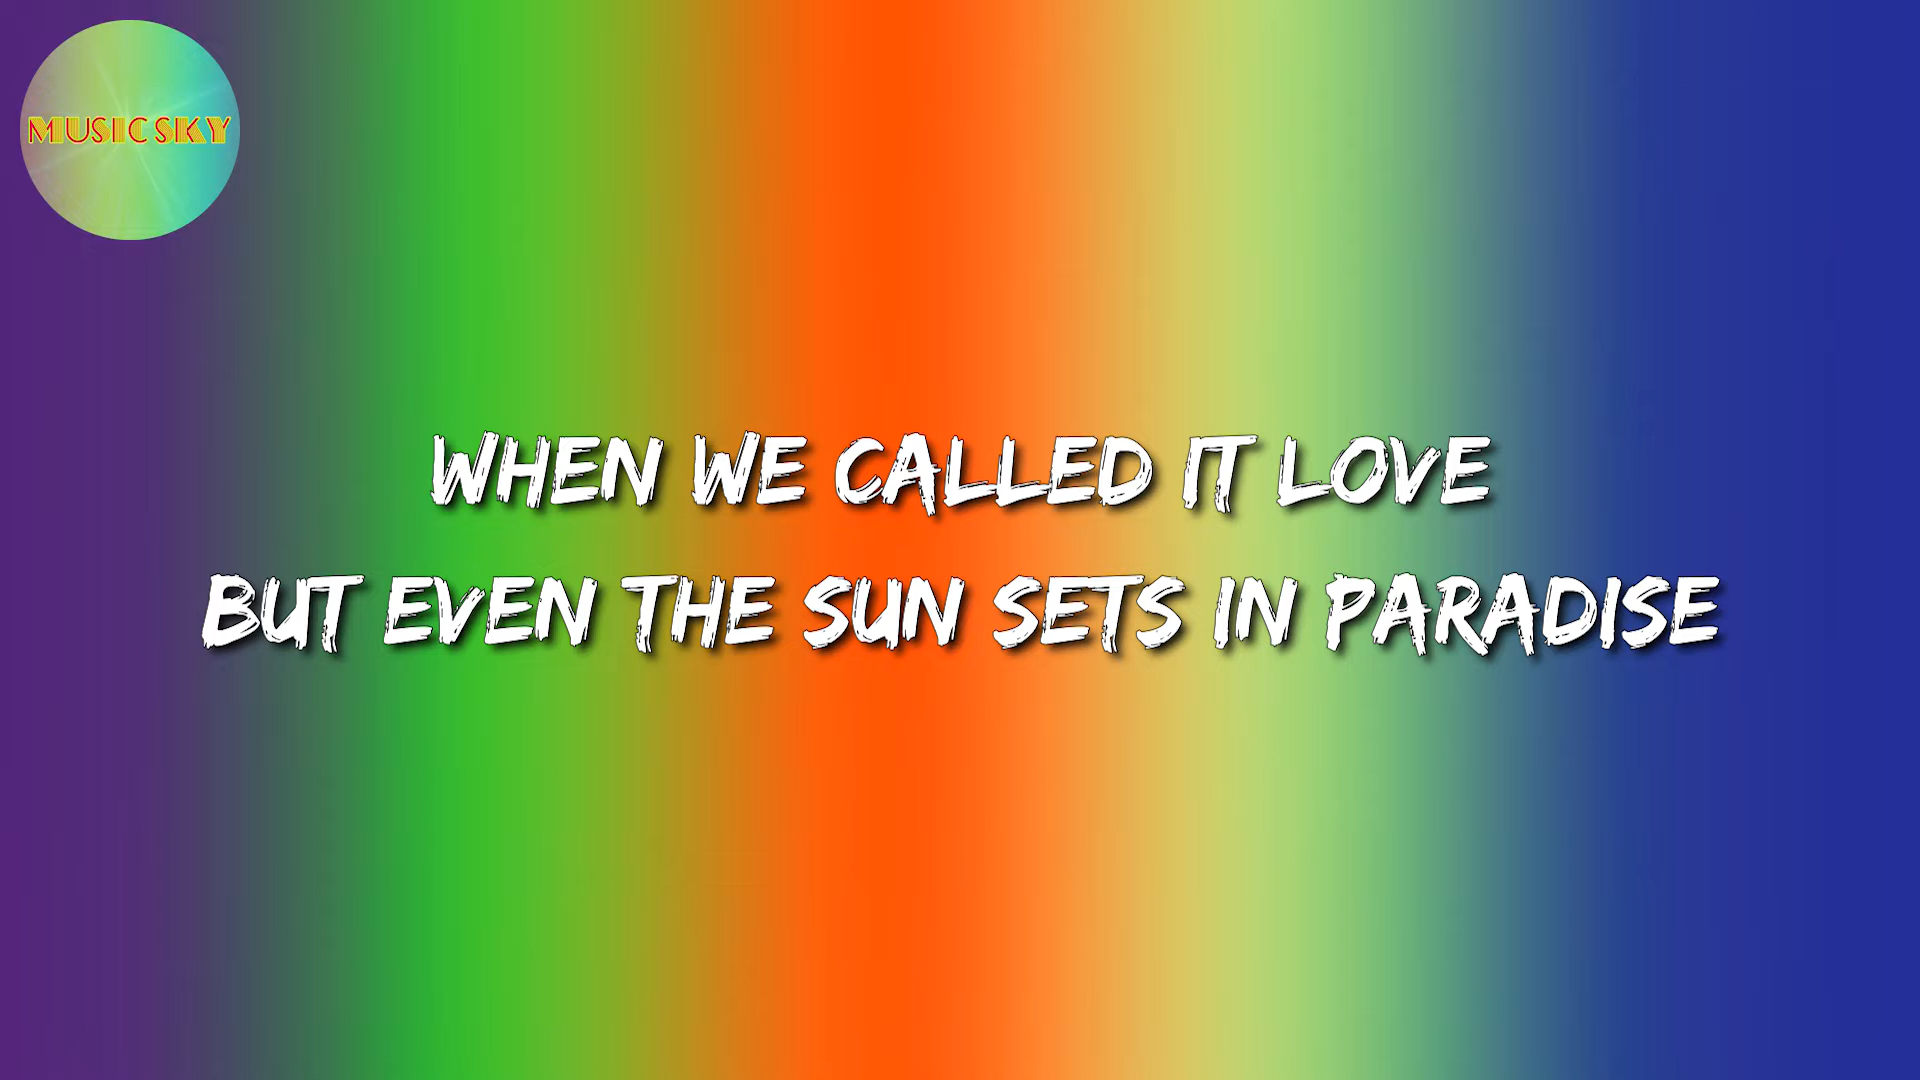 MUSIC SKY
WHEN WE CALLED IT LOVE
BUT EVEN THE SUN SETS IN PARADISE